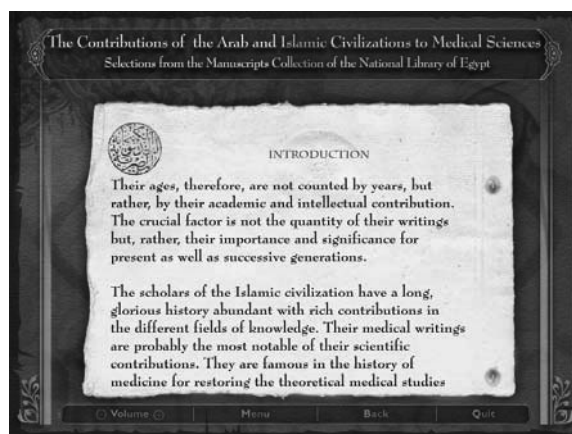 The Contributions of the Arab and Islamic Civilizations to Medical Sciences
Selections from the Manuscripts Collection of the National Library of Egypt
INTRODUCTION
Their ages, therefore, are not counted by years, but
rather, by their academic and intellectual contribution.
The crucial factor is not the quantity of their writings
but, rather, their importance and significance for
present as well as successive generations.
The scholars of the Islamic civilization have a long,
glorious history abundant with rich contributions in
the different fields of knowledge. Their medical writings
are probably the most notable of their scientific
contributions. They are famous in the history of
medicine for restoring the theoretical medical studies
Volume Menu Back Quit